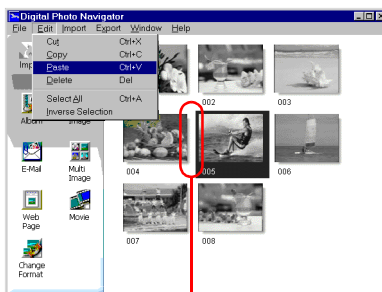 Digital Photo Navigator
File Edit Import Export Window Help
Cut Ctrl+X
Copy Ctrl+C
Paste Ctrl+V
Delete Del
Select All Ctrl+A
Inverse Selection
Imp
Album Image
E-Mail Multi Image
Web Page Movie
Change Format
002 003
004 005 006
007 008